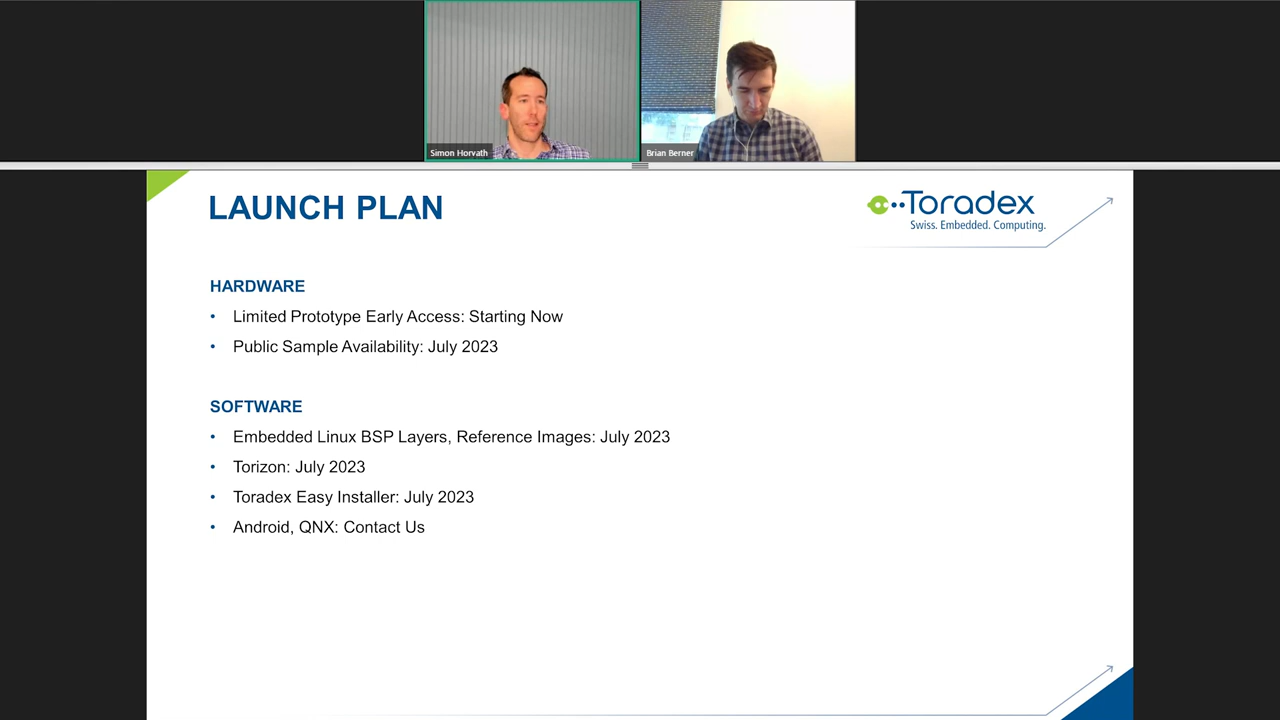 Simon Horvath
Brian Berner
LAUNCH PLAN
Toradex
Swiss. Embedded. Computing.
HARDWARE
• Limited Prototype Early Access: Starting Now
• Public Sample Availability: July 2023
SOFTWARE
• Embedded Linux BSP Layers, Reference Images: July 2023
• Torizon: July 2023
• Toradex Easy Installer: July 2023
• Android, QNX: Contact Us